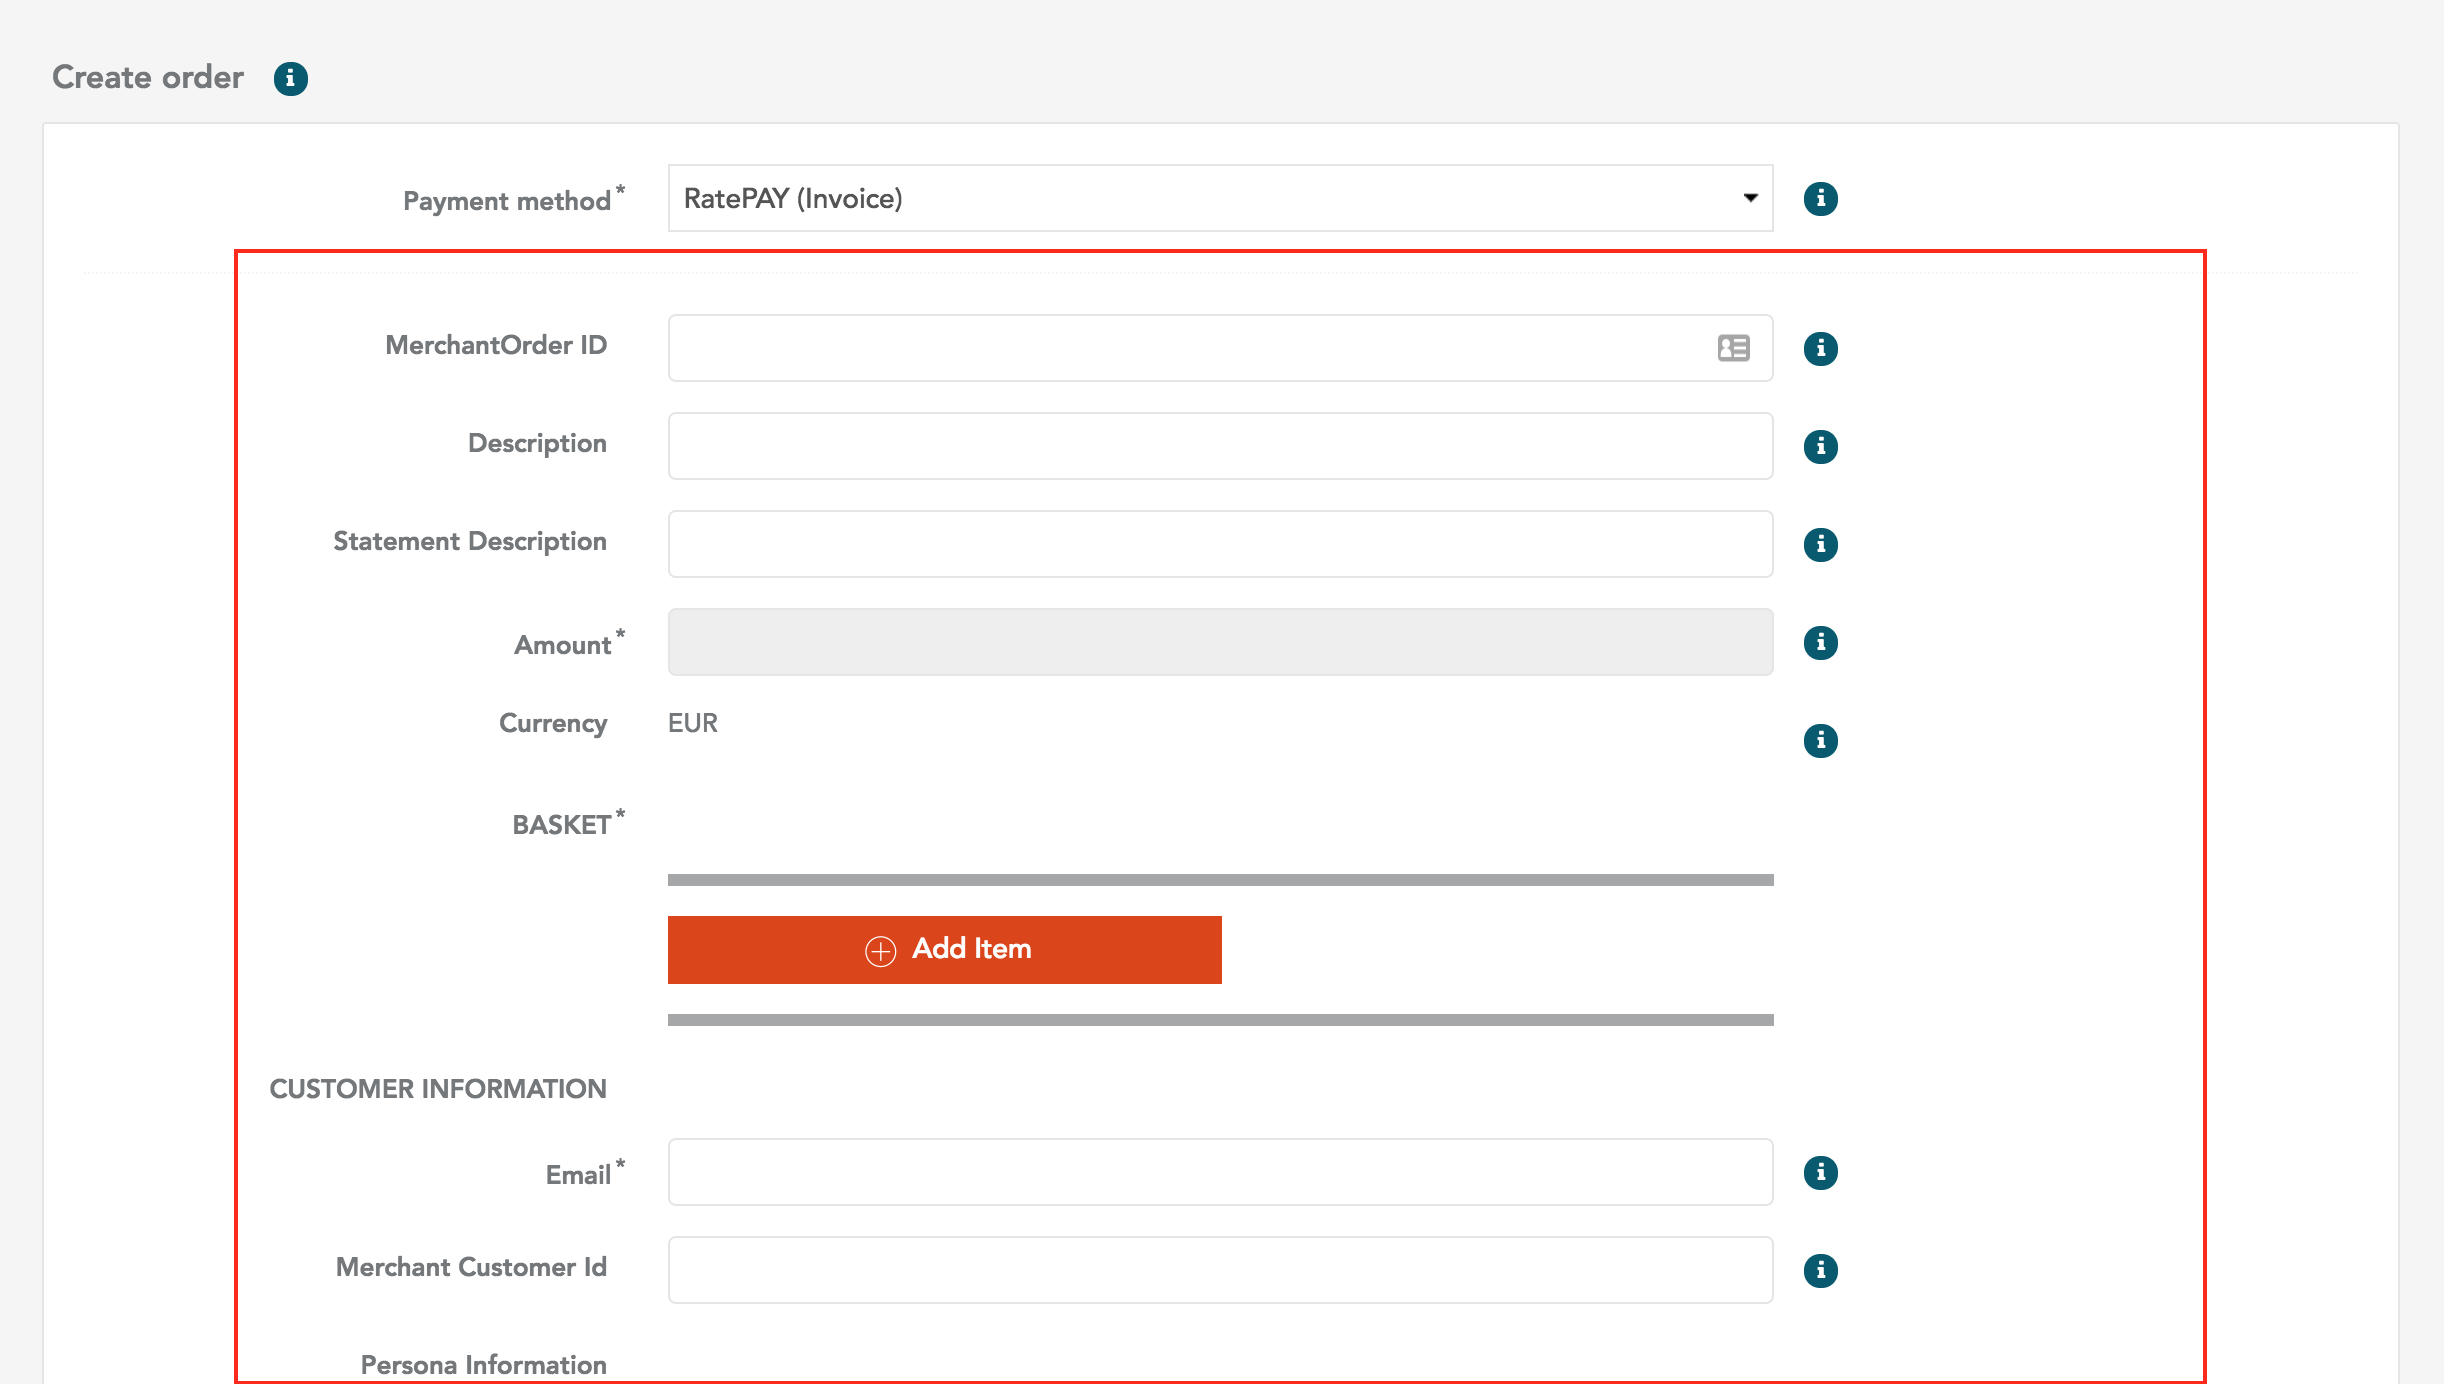 Create order
Payment method*
RatePAY (Invoice)
MerchantOrder ID
Description
Statement Description
Amount*
Currency
EUR
BASKET*
Add Item
CUSTOMER INFORMATION
Email*
Merchant Customer Id
Persona Information